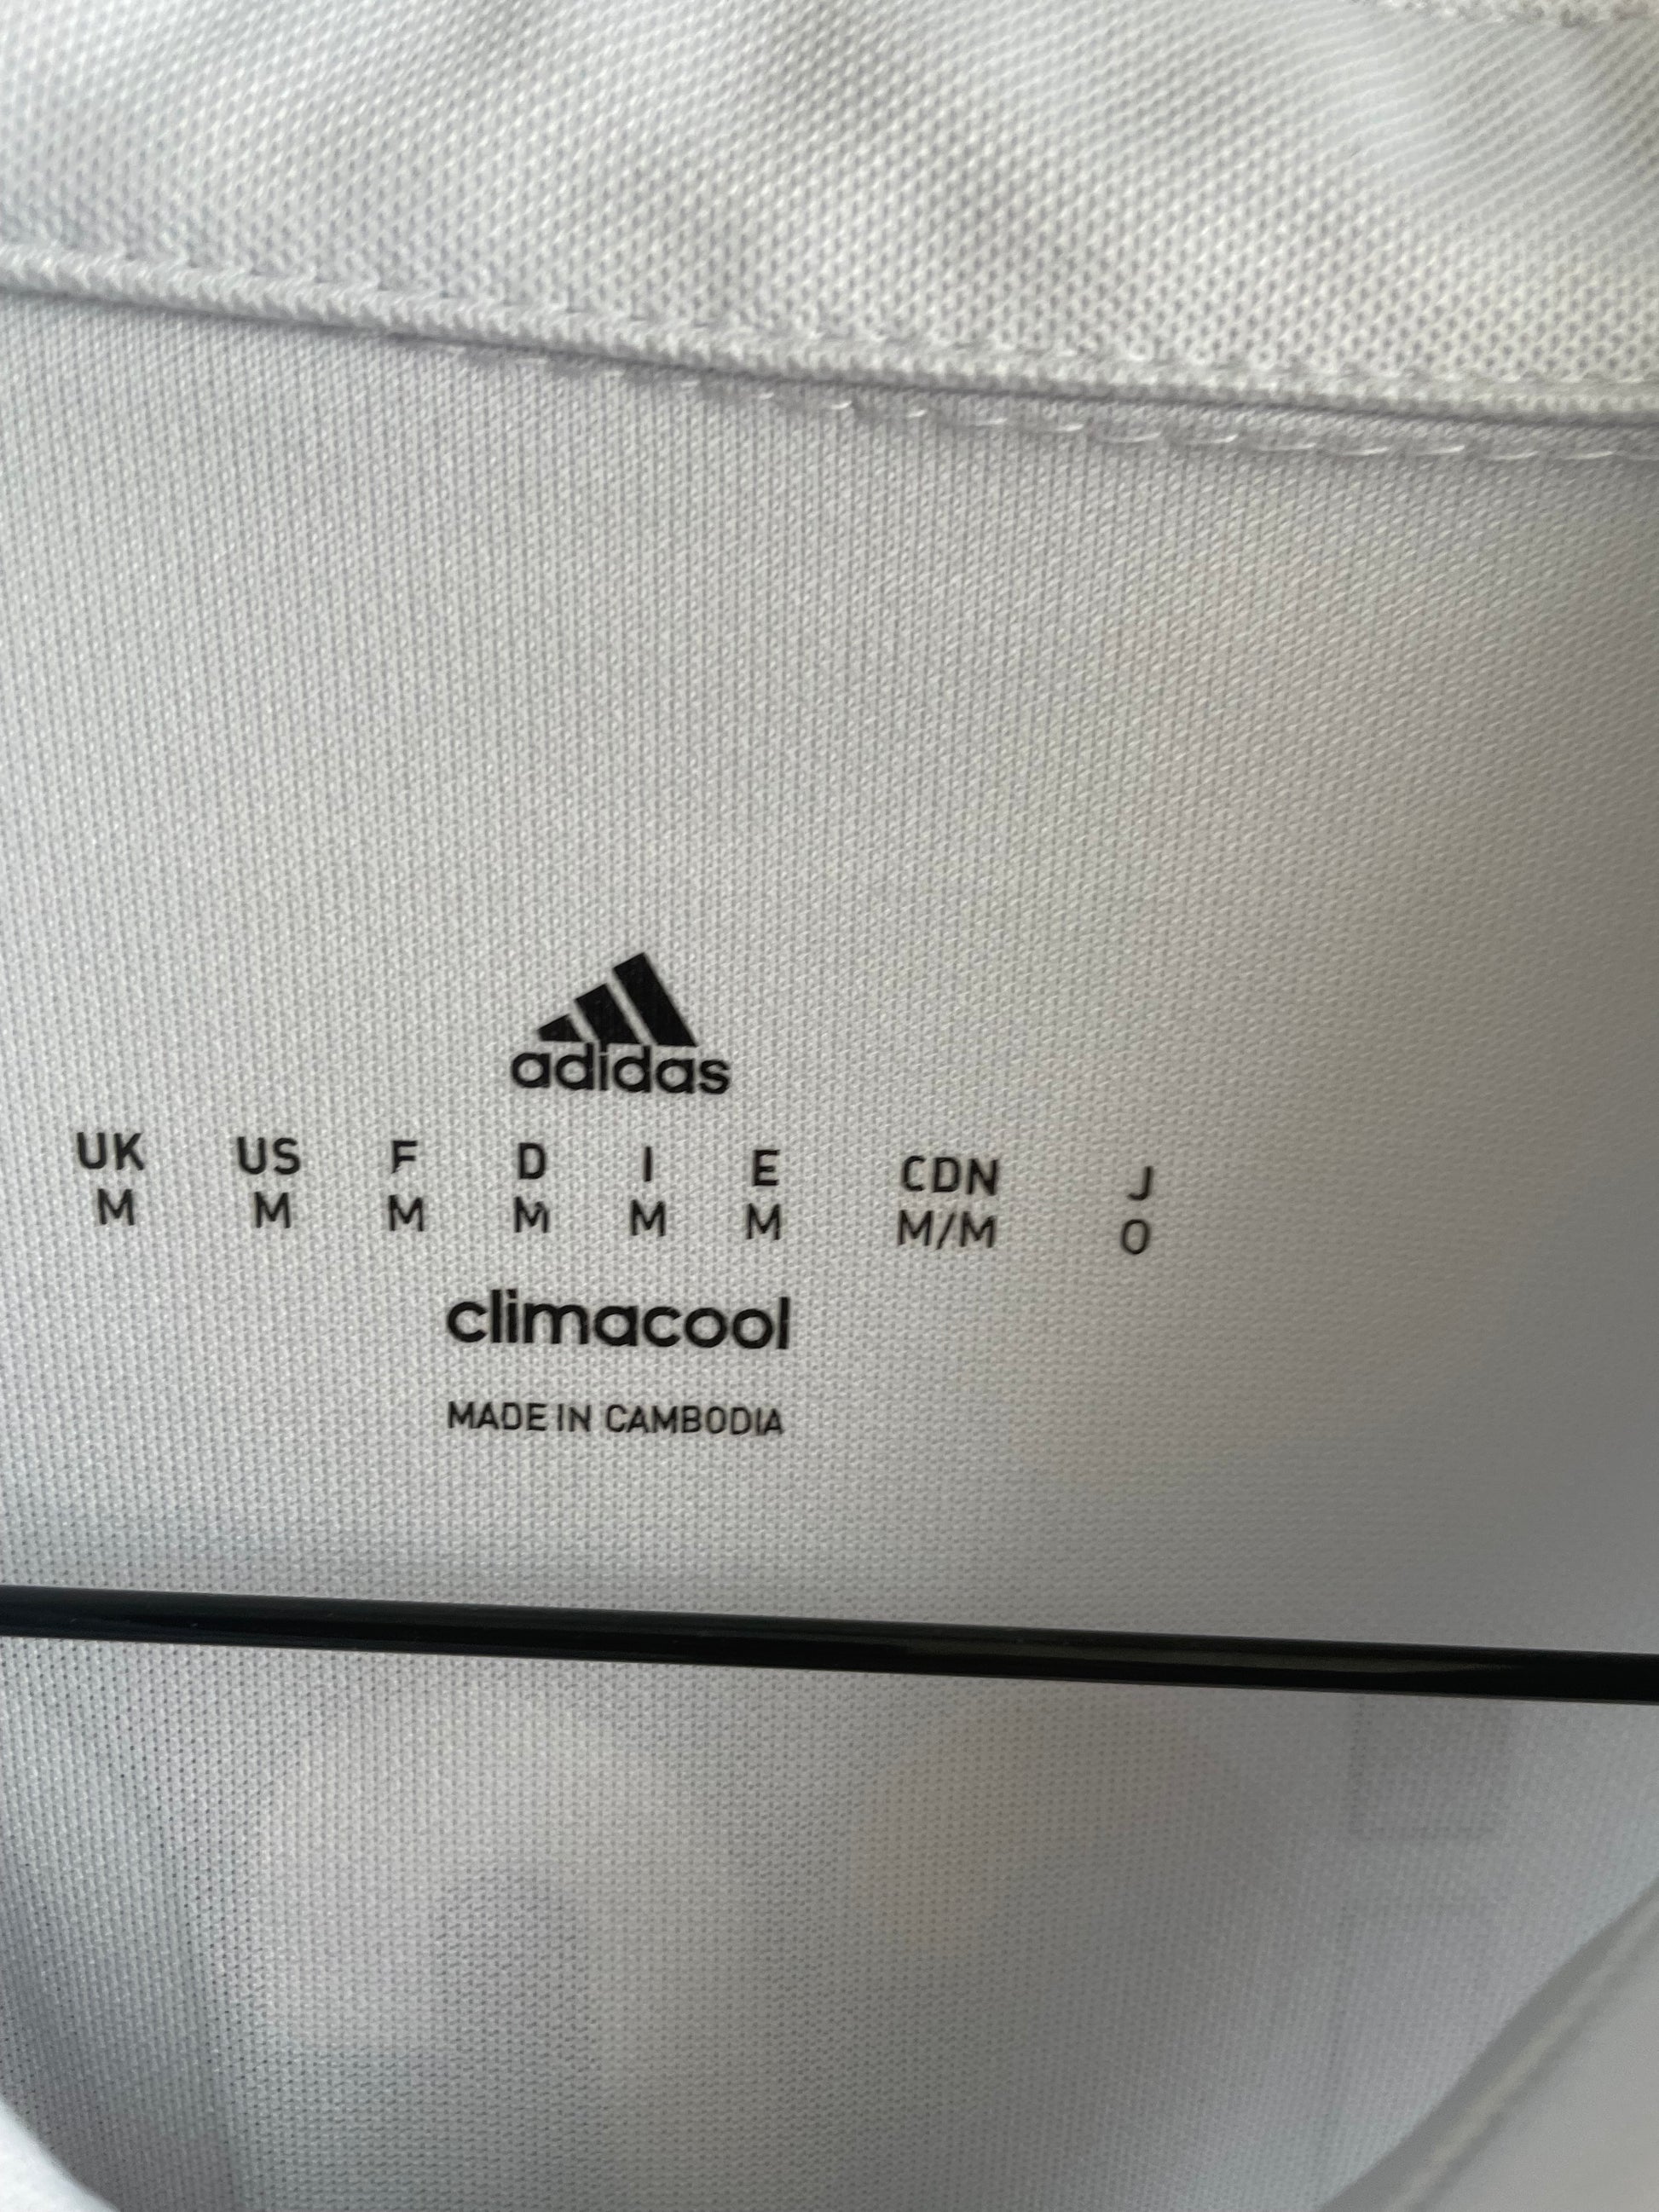 adidas
UK US F D I E CDN J
M M M M M M M/M O
climacool
MADE IN CAMBODIA